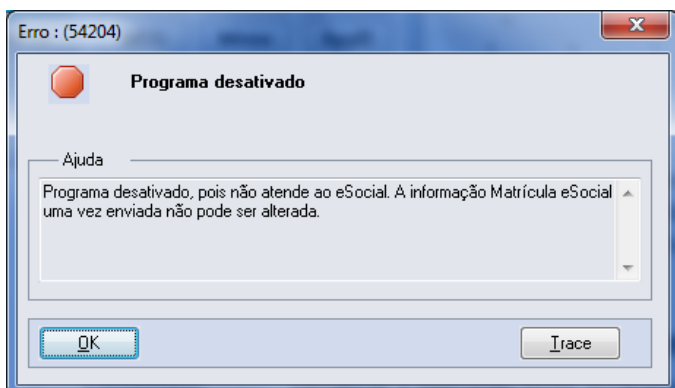 Erro : (54204)
Programa desativado
Ajuda
Programa desativado, pois não atende ao eSocial. A informação Matrícula eSocial
uma vez enviada não pode ser alterada.
OK
Trace